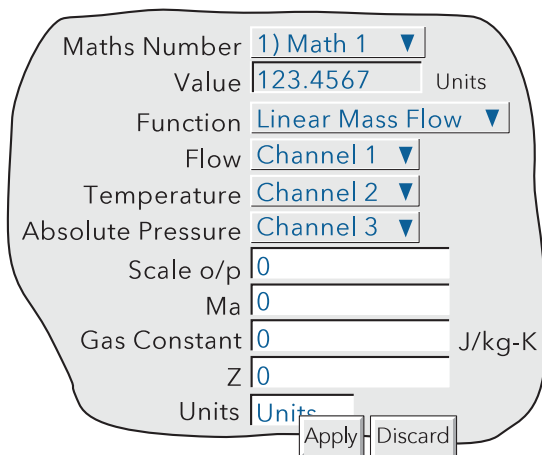 Maths Number 1) Math 1 ▼
Value 123.4567 Units
Function Linear Mass Flow ▼
Flow Channel 1 ▼
Temperature Channel 2 ▼
Absolute Pressure Channel 3 ▼
Scale o/p 0
Ma 0
Gas Constant 0 J/kg-K
Z 0
Units Units
Apply Discard